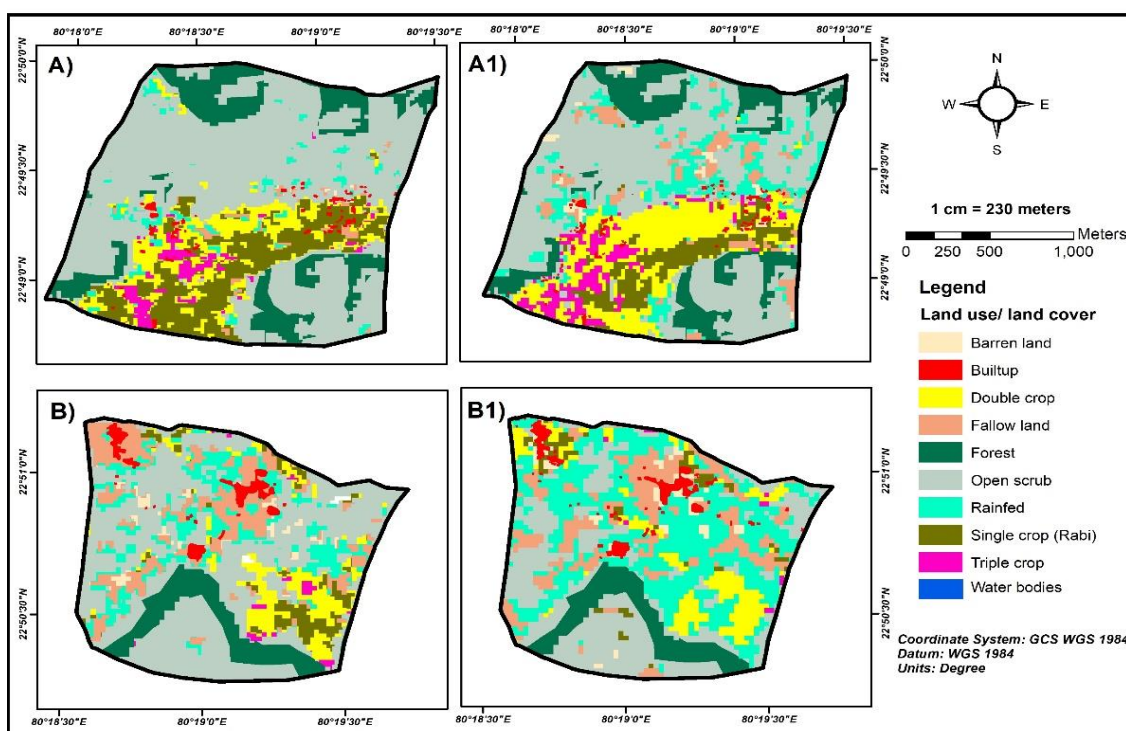 80°18'0"E 80°18'30"E 80°19'0"E 80°19'30"E 80°18'0"E 80°18'30"E 80°19'0"E 80°19'30"E
A)
A1)
22°50'0"N
22°49'30"N
22°49'0"N
22°50'0"N
22°49'30"N
22°49'0"N
N
W E
S
1 cm = 230 meters
Meters
0 250 500 1,000
Legend
Land use/ land cover
Barren land
Builtup
Double crop
Fallow land
Forest
Open scrub
Rainfed
Single crop (Rabi)
Triple crop
Water bodies
Coordinate System: GCS WGS 1984
Datum: WGS 1984
Units: Degree
B)
B1)
22°51'0"N
22°50'30"N
22°51'0"N
22°50'30"N
80°18'30"E 80°19'0"E 80°19'30"E 80°18'30"E 80°19'0"E 80°19'30"E